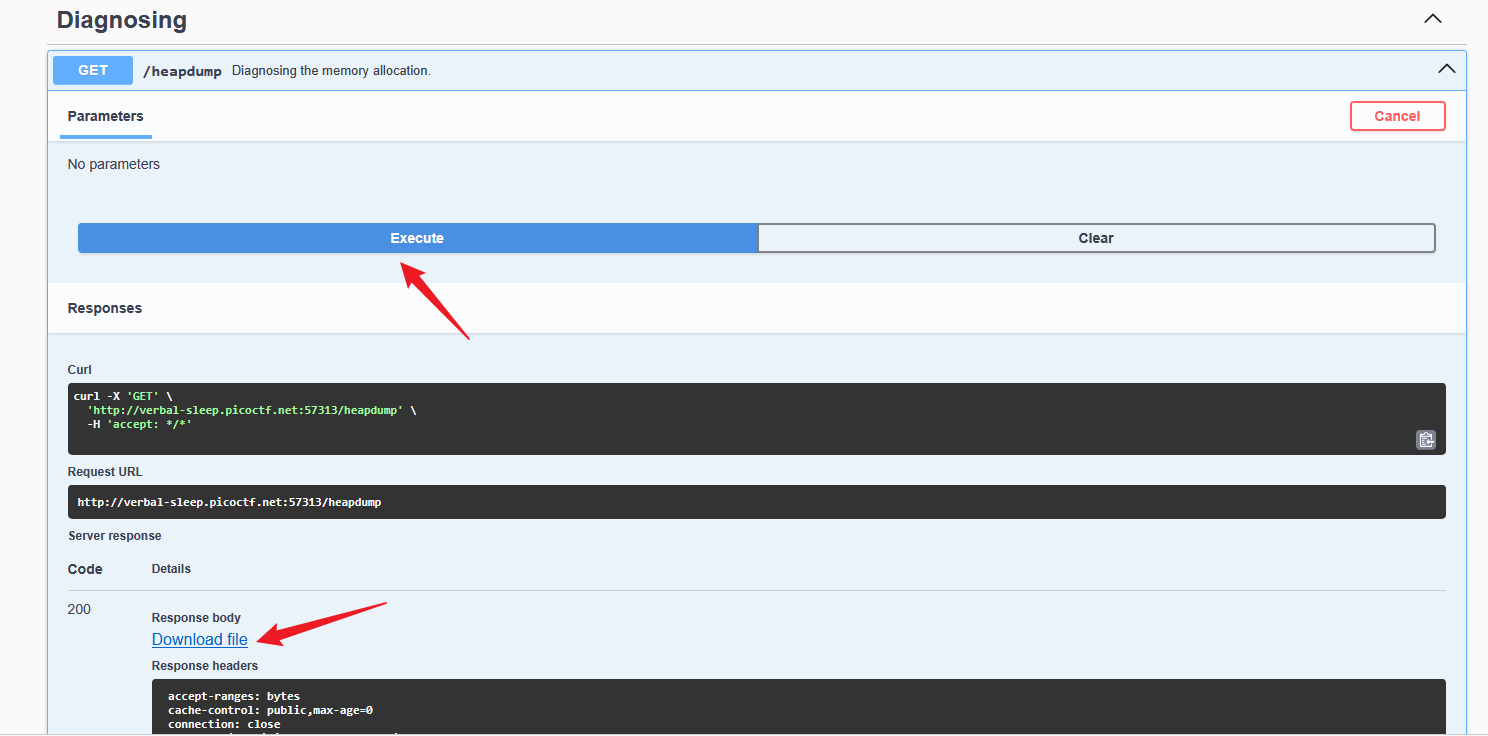 Diagnosing
GET /heapdump Diagnosing the memory allocation.
Parameters Cancel
No parameters
Execute Clear
Responses
Curl
curl -X 'GET' \
'http://verbal-sleep.picoctf.net:57313/heapdump' \
-H 'accept: */*'
Request URL
http://verbal-sleep.picoctf.net:57313/heapdump
Server response
Code Details
200
Response body
Download file
Response headers
accept-ranges: bytes
cache-control: public,max-age=0
connection: close